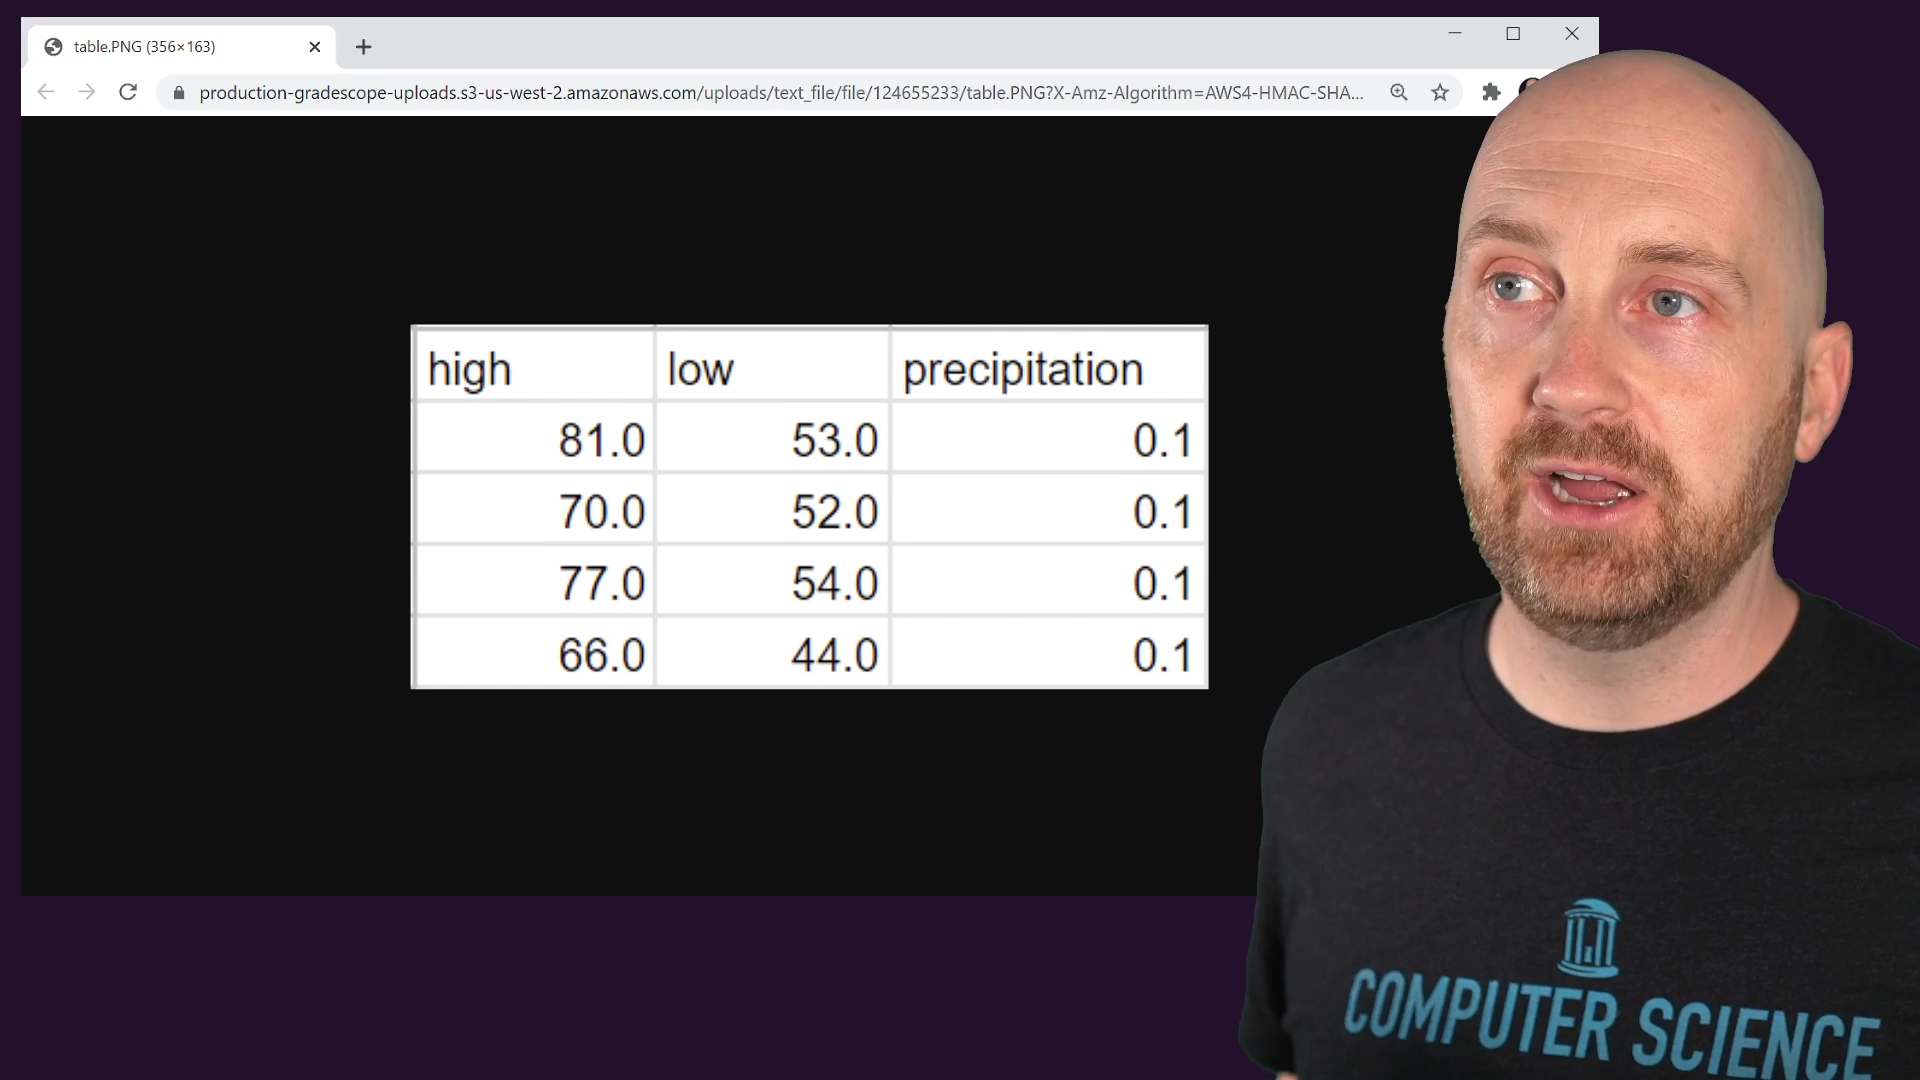 table.PNG (356×163)
production-gradescope-uploads.s3-us-west-2.amazonaws.com/uploads/text_file/file/124655233/table.PNG?X-Amz-Algorithm=AWS4-HMAC-SHA...
high low precipitation
81.0 53.0 0.1
70.0 52.0 0.1
77.0 54.0 0.1
66.0 44.0 0.1
COMPUTER SCIENCE